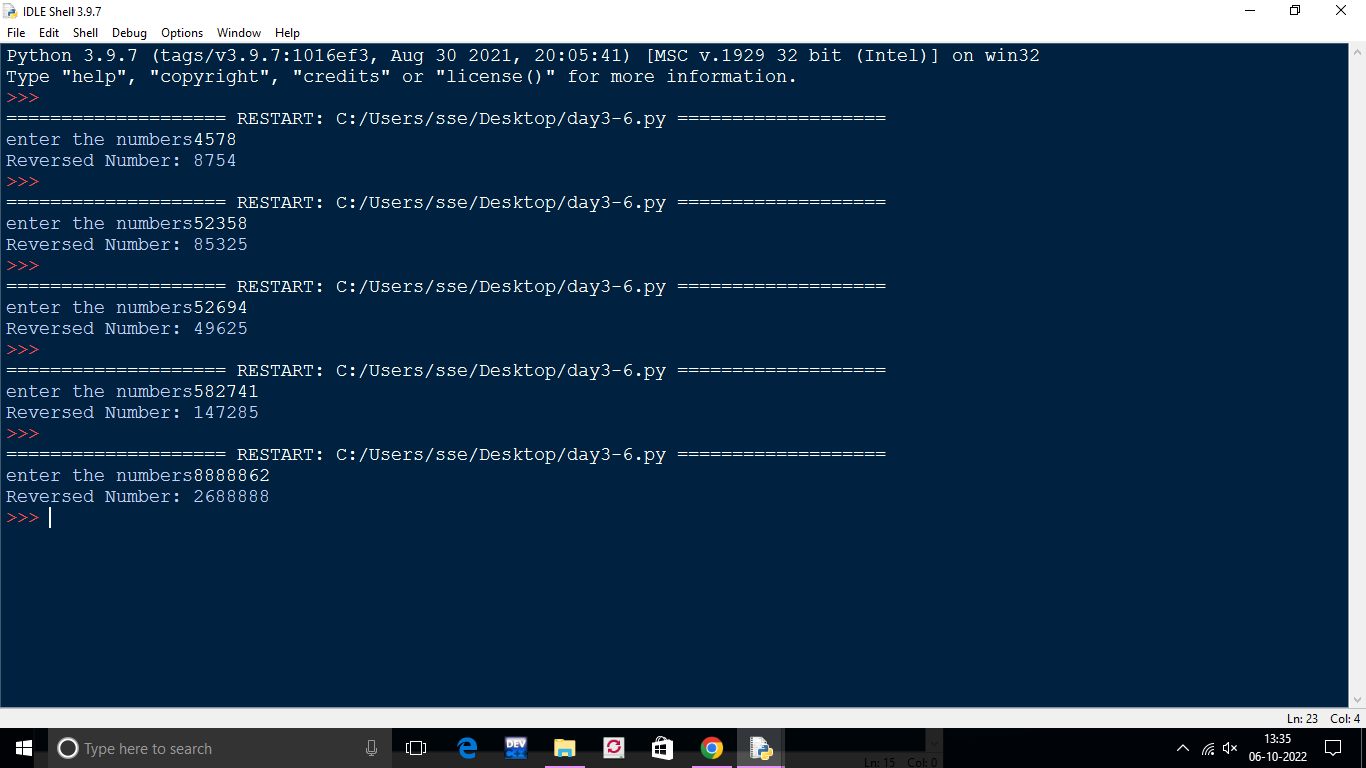 IDLE Shell 3.9.7
File Edit Shell Debug Options Window Help
Python 3.9.7 (tags/v3.9.7:1016ef3, Aug 30 2021, 20:05:41) [MSC v.1929 32 bit (Intel)] on win32
Type "help", "copyright", "credits" or "license()" for more information.
>>>
==================== RESTART: C:/Users/sse/Desktop/day3-6.py ===================
enter the numbers4578
Reversed Number: 8754
>>>
==================== RESTART: C:/Users/sse/Desktop/day3-6.py ===================
enter the numbers52358
Reversed Number: 85325
>>>
==================== RESTART: C:/Users/sse/Desktop/day3-6.py ===================
enter the numbers52694
Reversed Number: 49625
>>>
==================== RESTART: C:/Users/sse/Desktop/day3-6.py ===================
enter the numbers582741
Reversed Number: 147285
>>>
==================== RESTART: C:/Users/sse/Desktop/day3-6.py ===================
enter the numbers8888862
Reversed Number: 2688888
>>>
Ln: 23 Col: 4
Type here to search
DEV
13:35
06-10-2022
Ln: 15 Col: 0